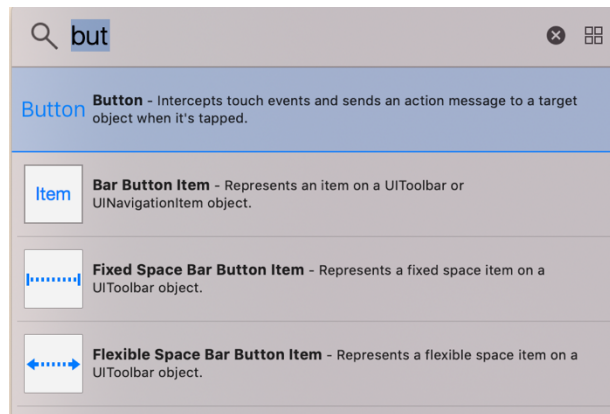 but
Button
Button - Intercepts touch events and sends an action message to a target
object when it's tapped.
Item
Bar Button Item - Represents an item on a UIToolbar or
UINavigationItem object.
Fixed Space Bar Button Item - Represents a fixed space item on a
UIToolbar object.
Flexible Space Bar Button Item - Represents a flexible space item on a
UIToolbar object.